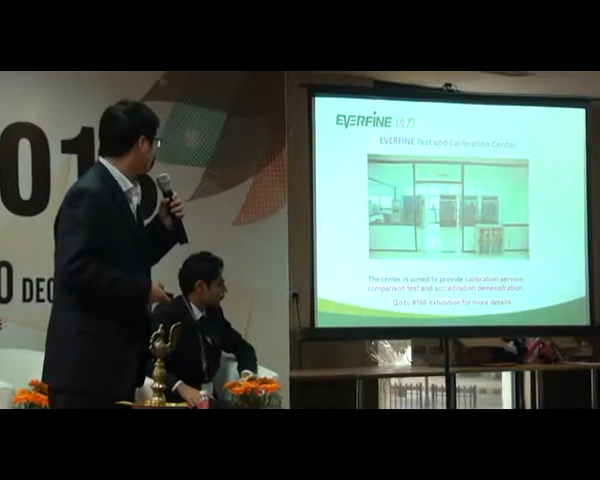 013
0 DEC
EVERFINE 远方
EVERFINE Test and Calibration Center
The center is aimed to provide calibration service,
comparison test and accreditation demonstration,
Go to #166 exhibition for more details.